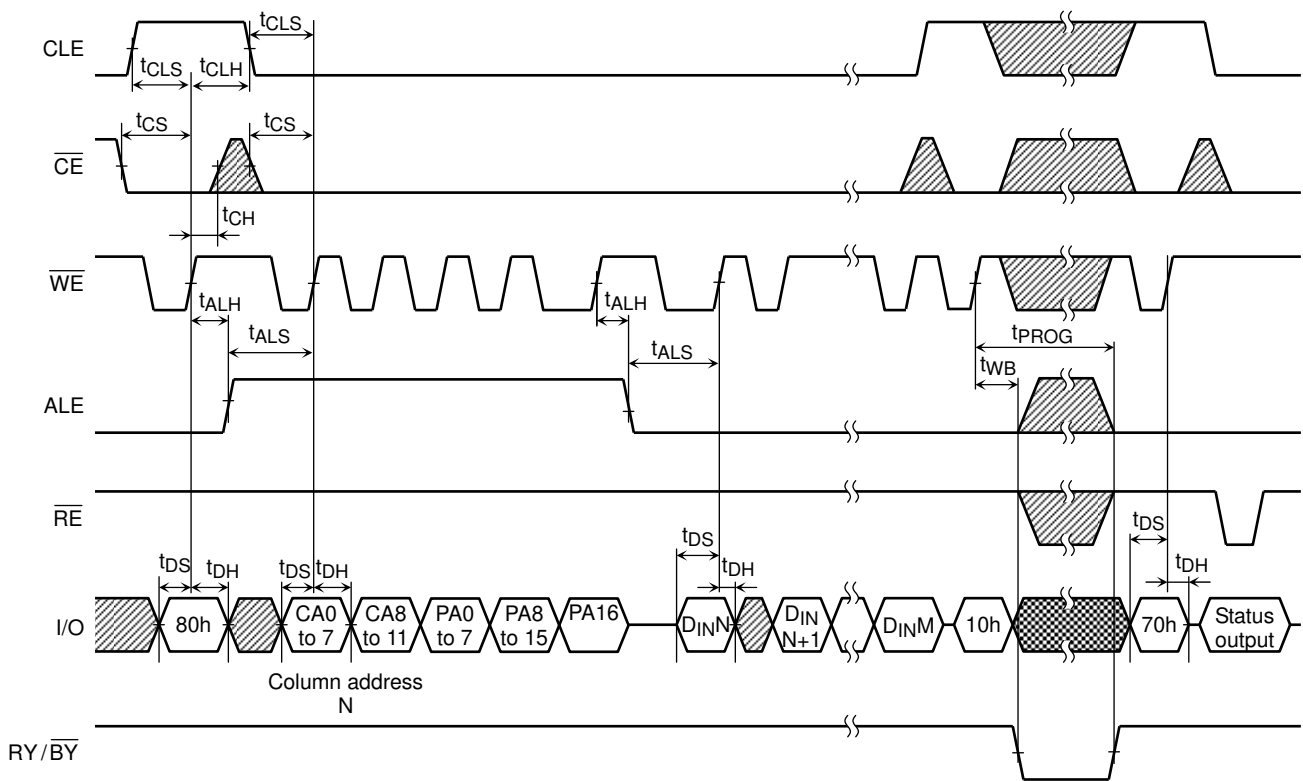 CLE
tCLS
tCLS
tCLH
CE
tCS
tCS
tCH
WE
tALH
tALH
tALS
tALS
tPROG
tWB
ALE
RE
tDS
tDH
tDS
tDH
tDS
tDH
tDS
tDH
I/O
80h
CA0
to 7
CA8
to 11
PA0
to 7
PA8
to 15
PA16
DINN
DIN
N+1
DINM
10h
70h
Status
output
Column address
N
RY/BY